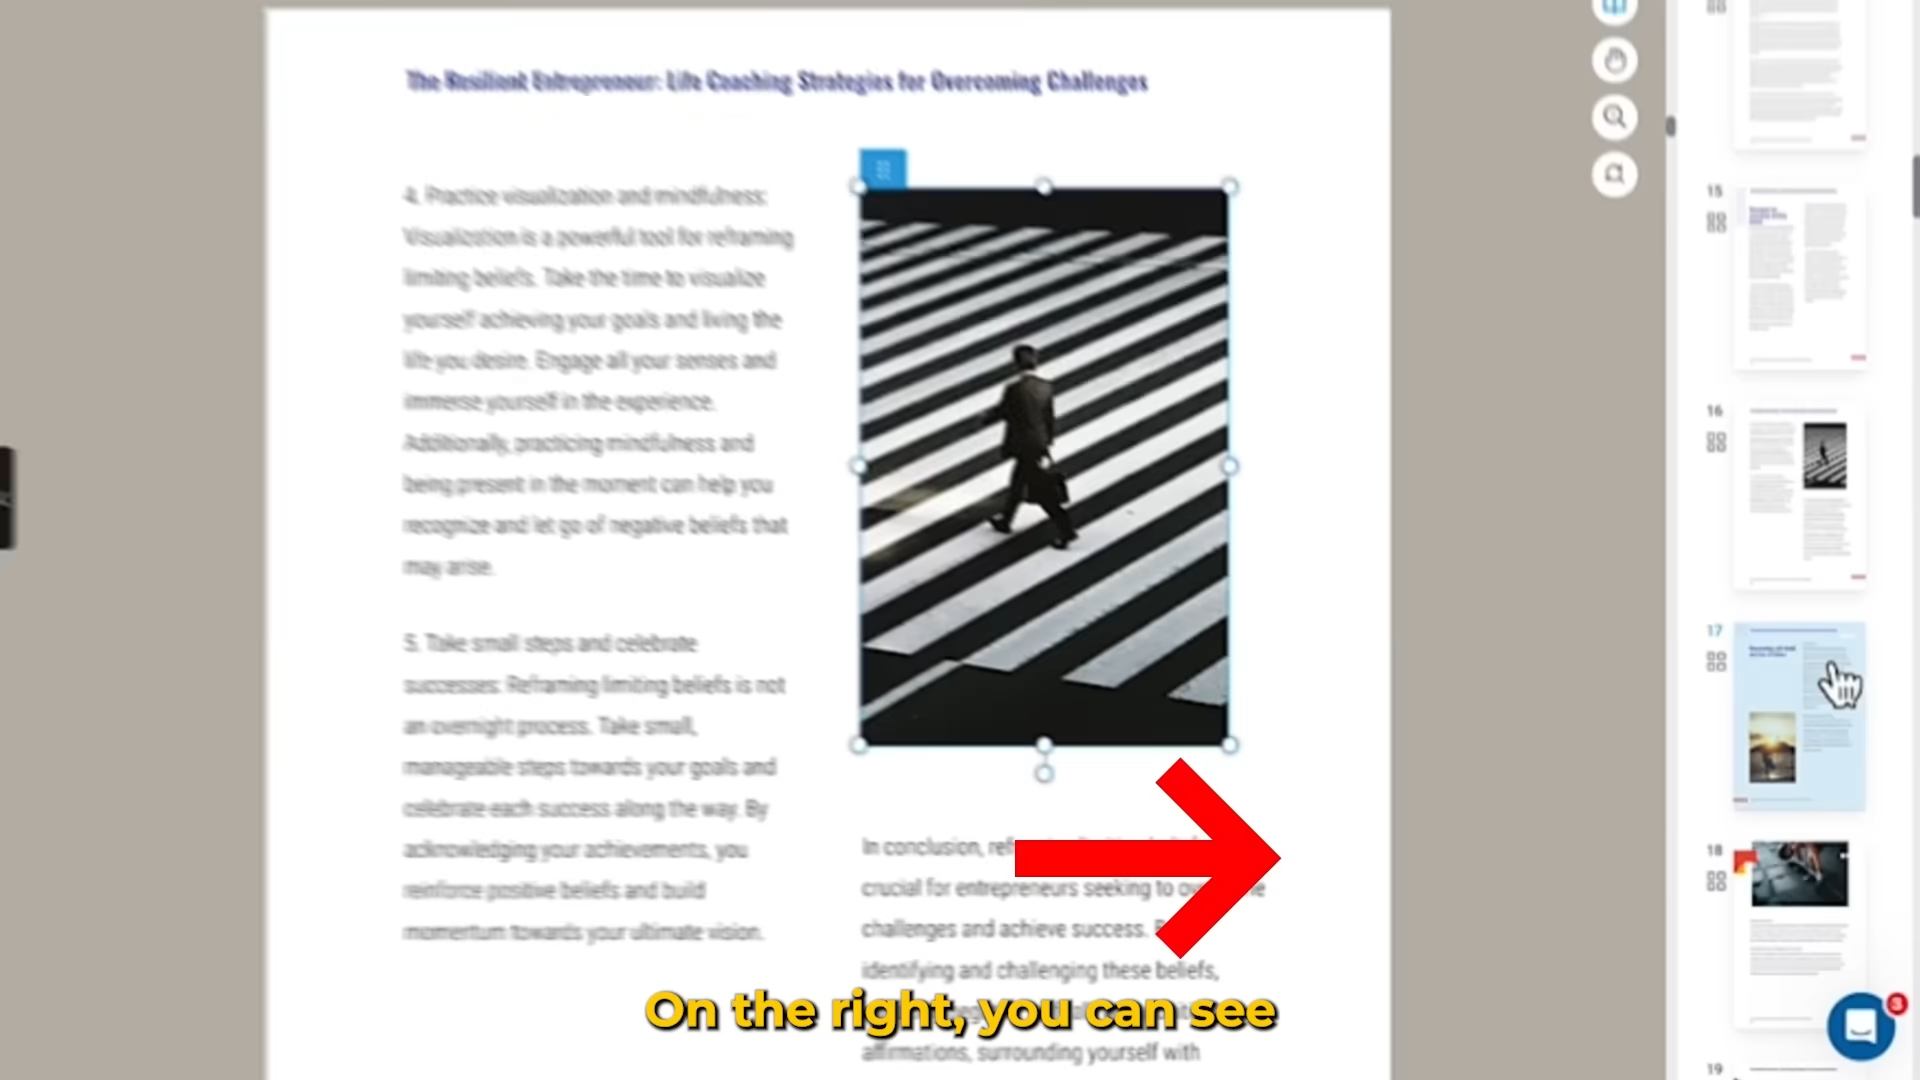 The Resilient Entrepreneur: Life Coaching Strategies for Overcoming Challenges
4. Practice visualization and mindfulness:
Visualization is a powerful tool for reframing
limiting beliefs. Take the time to visualize
yourself achieving your goals and living the
life you desire. Engage all your senses and
immerse yourself in the experience.
Additionally, practicing mindfulness and
being present in the moment can help you
recognize and let go of negative beliefs that
may arise.
5. Take small steps and celebrate
successes: Reframing limiting beliefs is not
an overnight process. Take small,
manageable steps towards your goals and
celebrate each success along the way. By
acknowledging your achievements, you
reinforce positive beliefs and build
momentum towards your ultimate vision.
In conclusion,
crucial for entrepreneurs seeking to
challenges and achieve success.
identifying and challenging these beliefs,
affirmations, surrounding yourself with
On the right, you can see
15
16
17
18
19
3